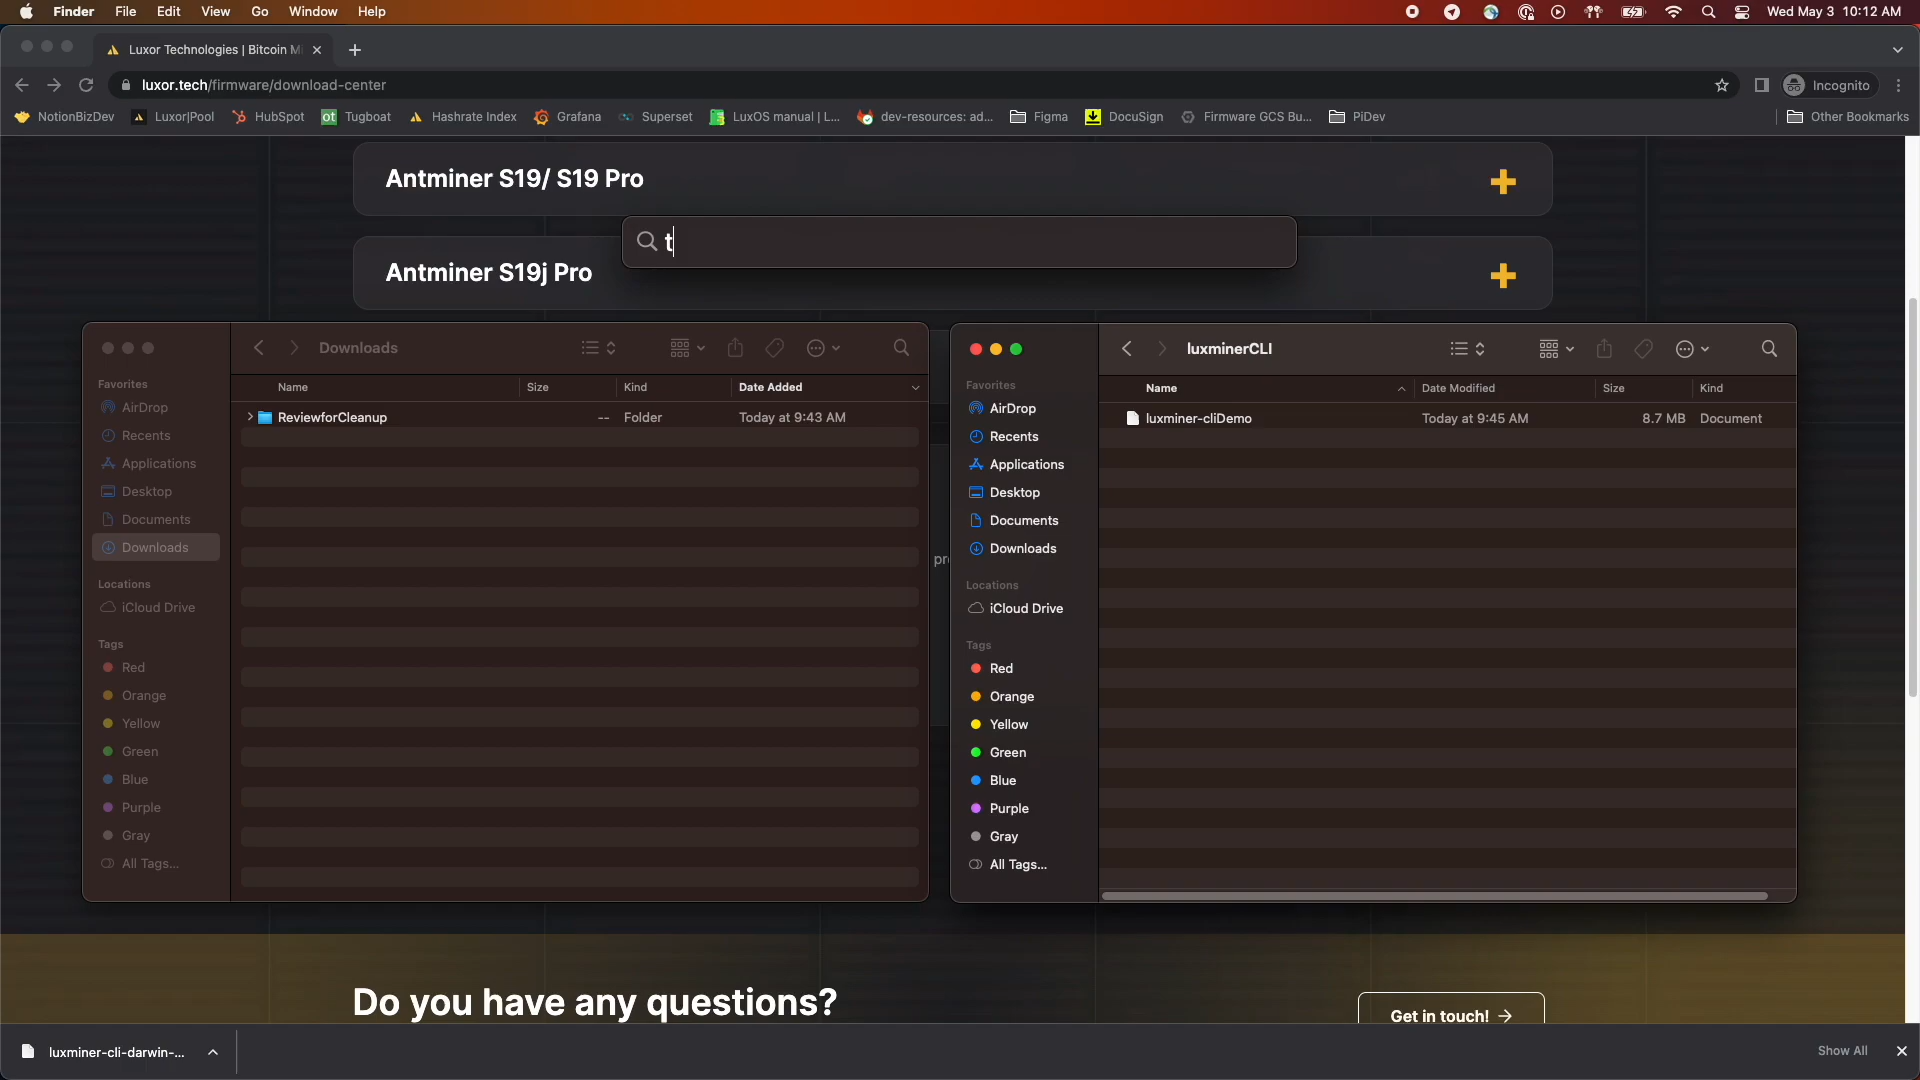 Finder File Edit View Go Window Help
Wed May 3 10:12 AM
Luxor Technologies | Bitcoin Mi
luxor.tech/firmware/download-center
Incognito
NotionBizDev Luxor|Pool HubSpot Tugboat Hashrate Index Grafana Superset LuxOS manual | L... dev-resources: ad... Figma DocuSign Firmware GCS Bu... PiDev Other Bookmarks
Antminer S19/ S19 Pro
t
Antminer S19j Pro
Downloads
Favorites
AirDrop
Recents
Applications
Desktop
Documents
Downloads
Locations
iCloud Drive
Tags
Red
Orange
Yellow
Green
Blue
Purple
Gray
All Tags...
Name Size Kind Date Added
ReviewforCleanup -- Folder Today at 9:43 AM
luxminerCLI
Favorites
AirDrop
Recents
Applications
Desktop
Documents
Downloads
Locations
iCloud Drive
Tags
Red
Orange
Yellow
Green
Blue
Purple
Gray
All Tags...
Name Date Modified Size Kind
luxminer-cliDemo Today at 9:45 AM 8.7 MB Document
Do you have any questions?
Get in touch!
luxminer-cli-darwin-...
Show All